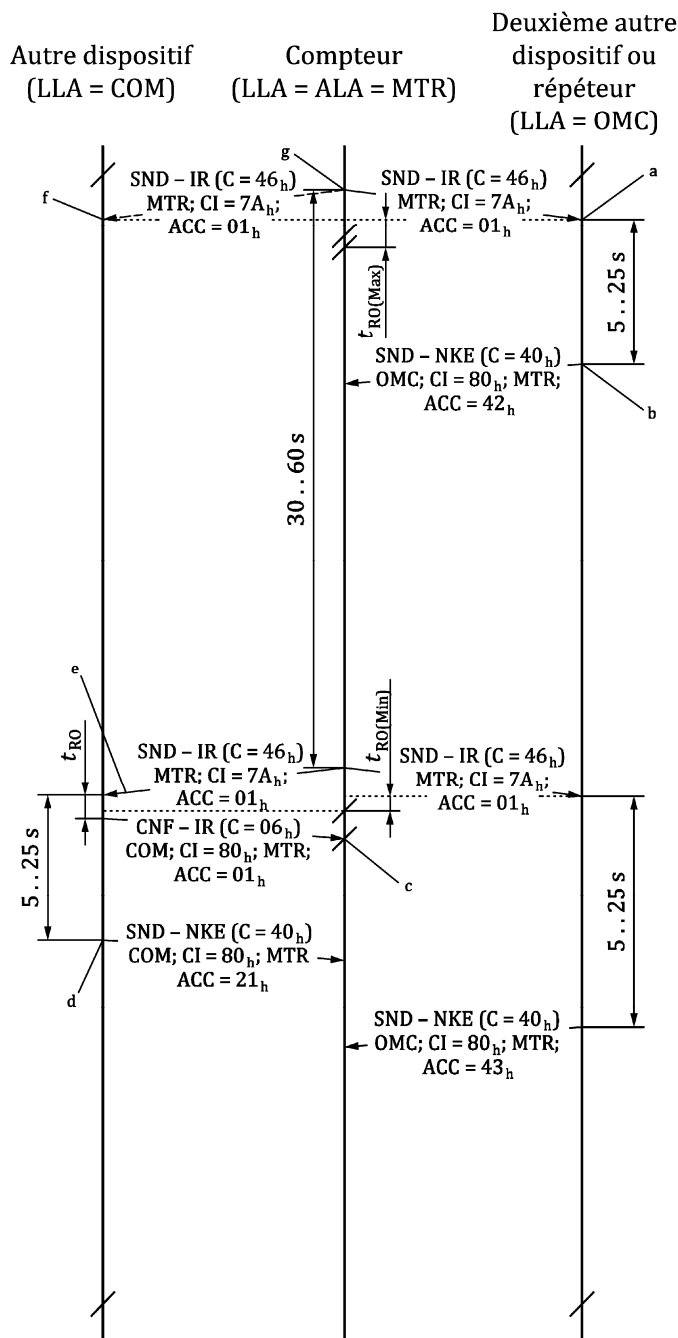 Autre dispositif
(LLA = COM)
Compteur
(LLA = ALA = MTR)
Deuxième autre
dispositif ou
répéteur
(LLA = OMC)
g
a
f
SND – IR (C = 46h)
MTR; CI = 7Ah;
ACC = 01h
SND – IR (C = 46h)
MTR; CI = 7Ah;
ACC = 01h
tRO(Max)
5 . . 25 s
SND – NKE (C = 40h)
OMC; CI = 80h; MTR;
ACC = 42h
b
30 . . 60 s
e
tRO
tRO(Min)
SND – IR (C = 46h)
MTR; CI = 7Ah;
ACC = 01h
SND – IR (C = 46h)
MTR; CI = 7Ah;
ACC = 01h
CNF – IR (C = 06h)
COM; CI = 80h; MTR;
ACC = 01h
c
5 . . 25 s
5 . . 25 s
SND – NKE (C = 40h)
COM; CI = 80h; MTR
ACC = 21h
d
SND – NKE (C = 40h)
OMC; CI = 80h; MTR;
ACC = 43h